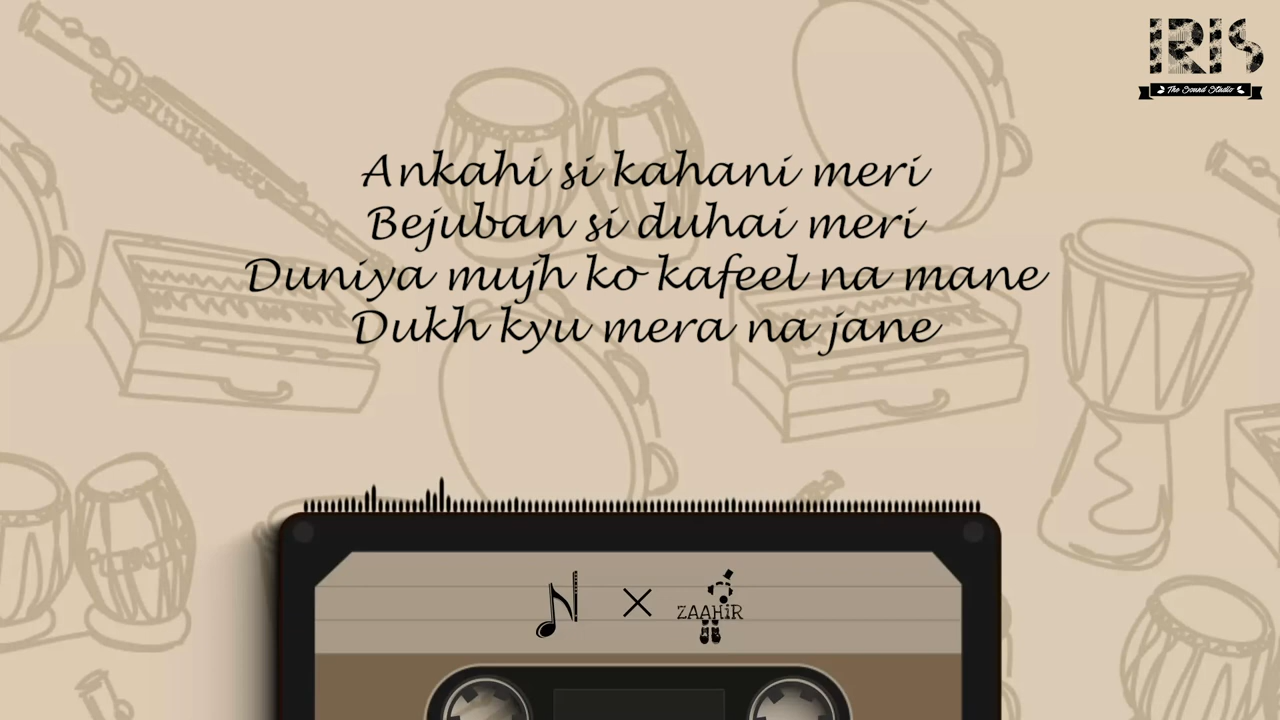 IRIS
The Sound Studio
Ankahi si kahani meri
Bejuban si duhai meri
Duniya mujh ko kafeel na mane
Dukh kyu mera na jane
ZAAHiR